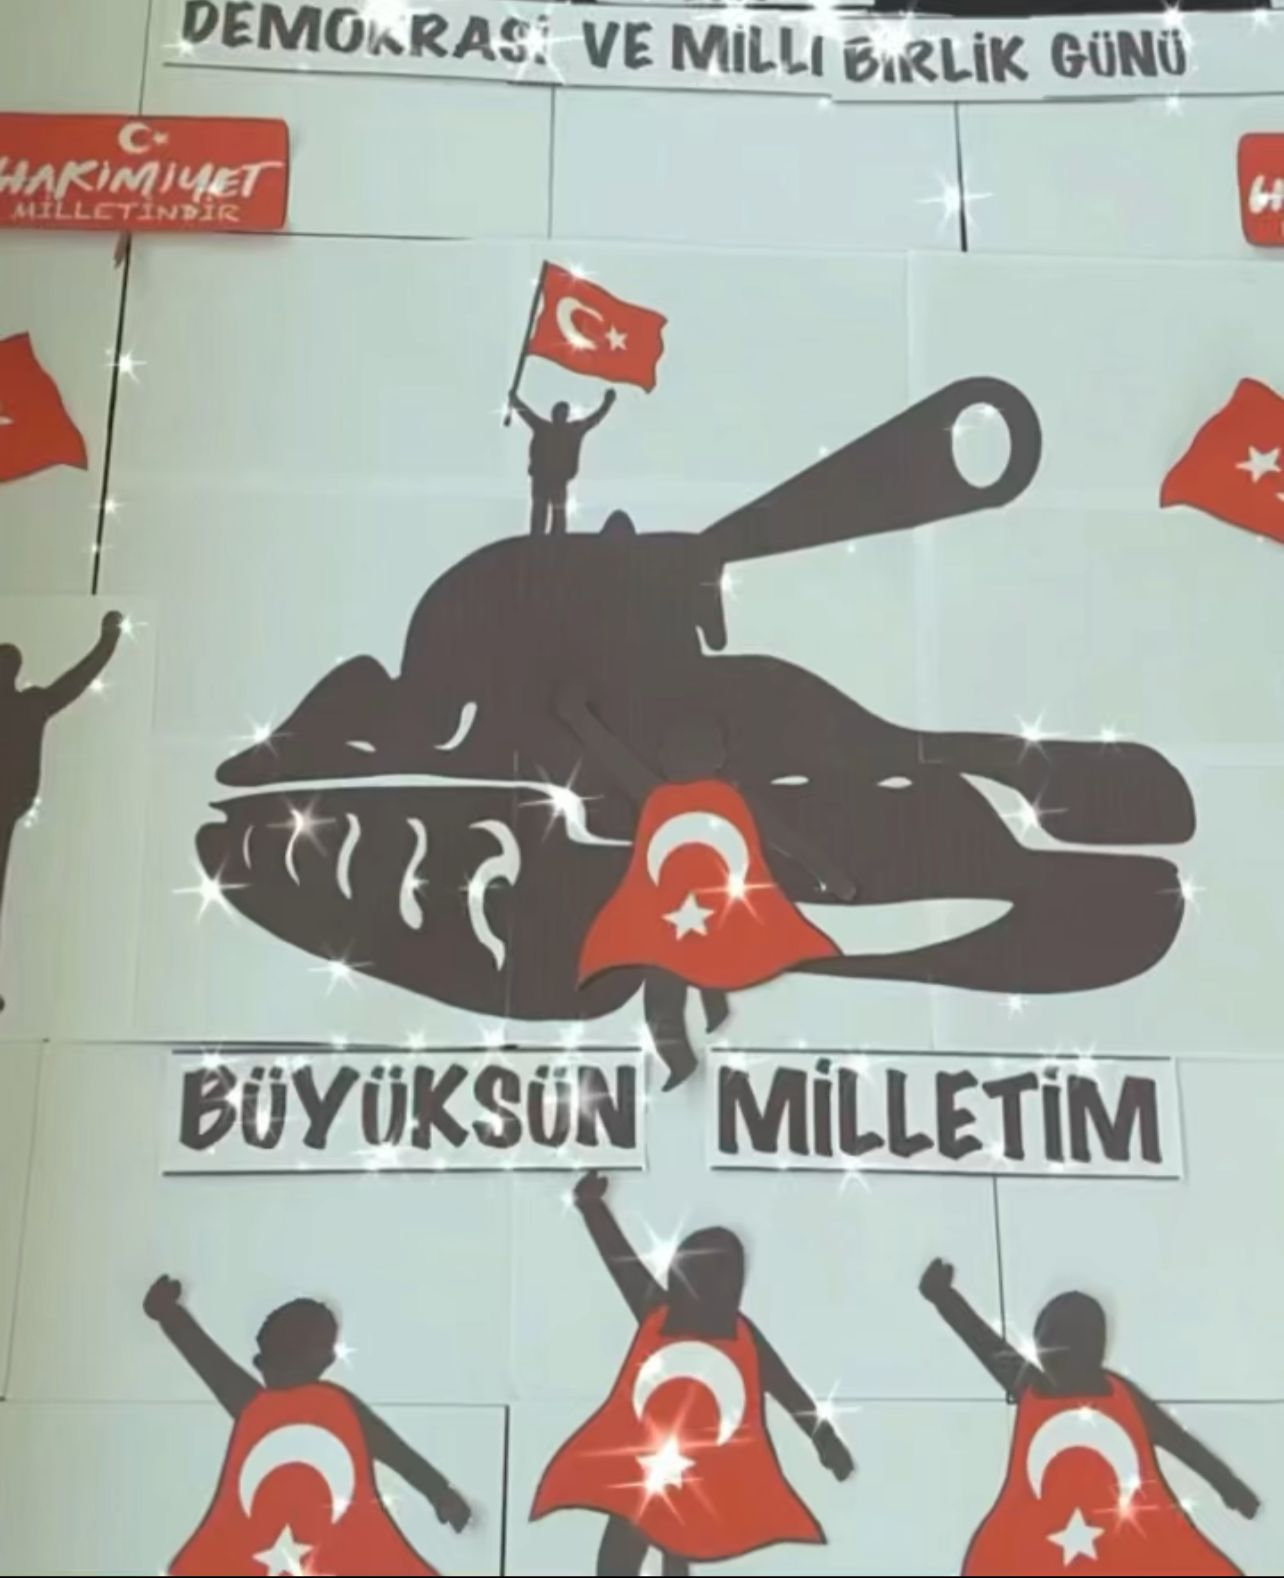 DEMOKRASİ VE MİLLİ BİRLİK GÜNÜ
HAKİMİYET
MİLLETİNDİR
BÜYÜKSÜN MİLLETİM